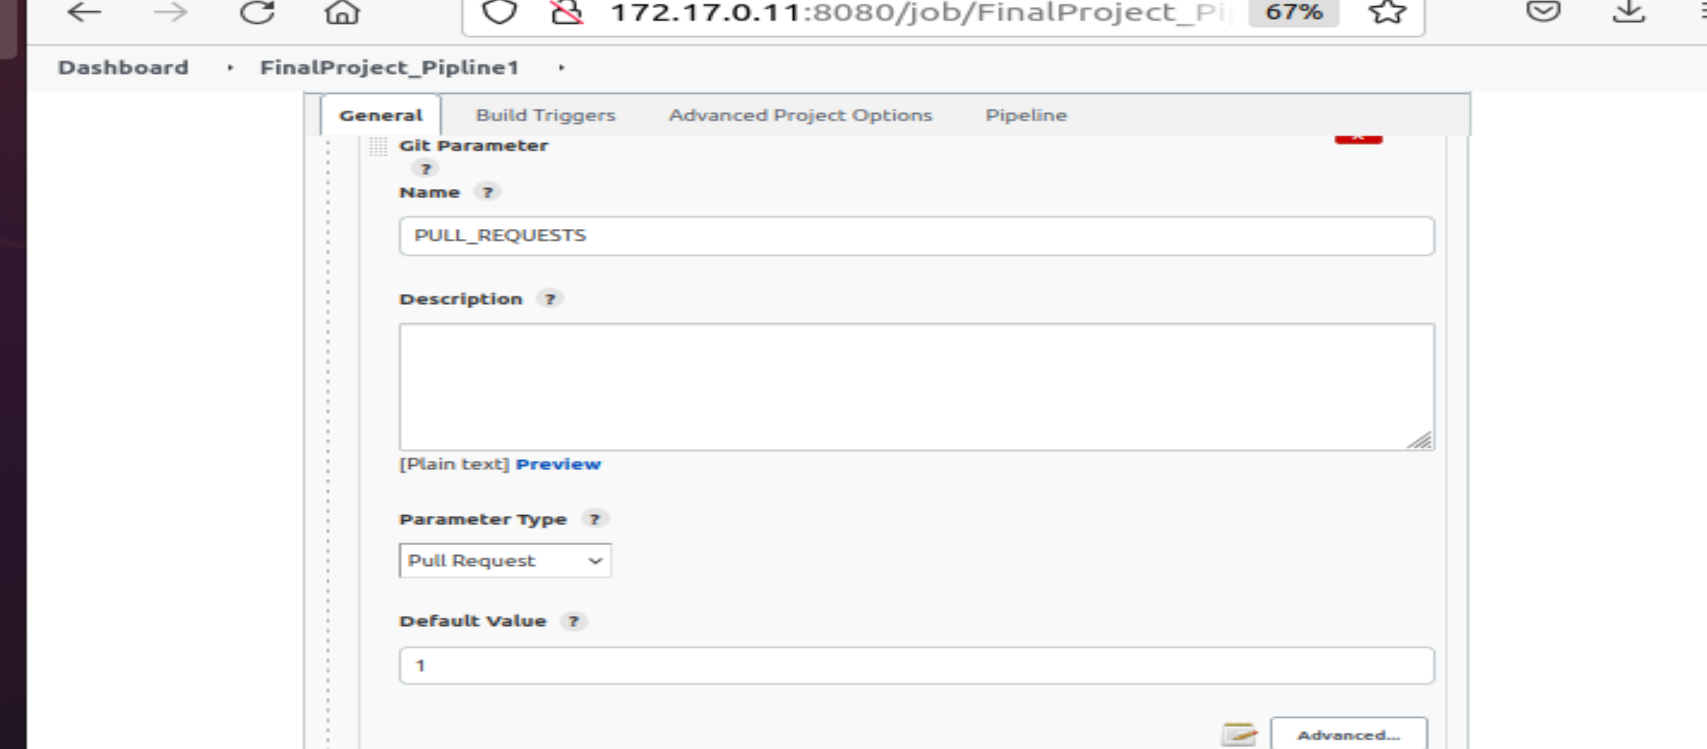 172.17.0.11:8080/job/FinalProject_Pi
67%
Dashboard FinalProject_Pipline1
General Build Triggers Advanced Project Options Pipeline
Git Parameter
?
Name ?
PULL_REQUESTS
Description ?
[Plain text] Preview
Parameter Type ?
Pull Request
Default Value ?
1
Advanced...